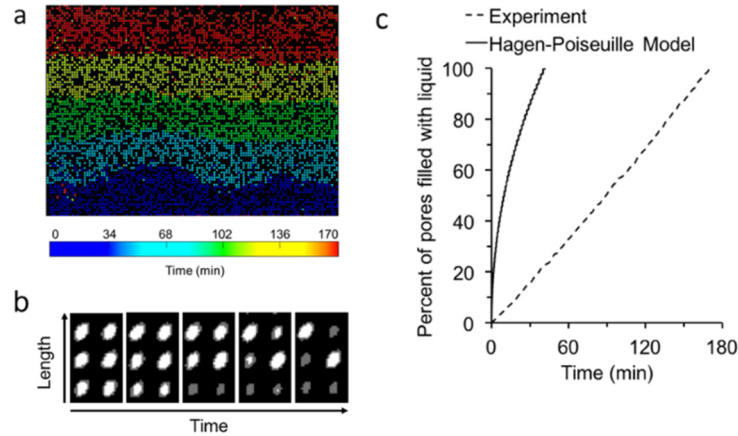 a
0 34 68 102 136 170
Time (min)
b
Length
Time
c
Experiment
Hagen-Poiseuille Model
Percent of pores filled with liquid
100
80
60
40
20
0
0 60 120 180
Time (min)